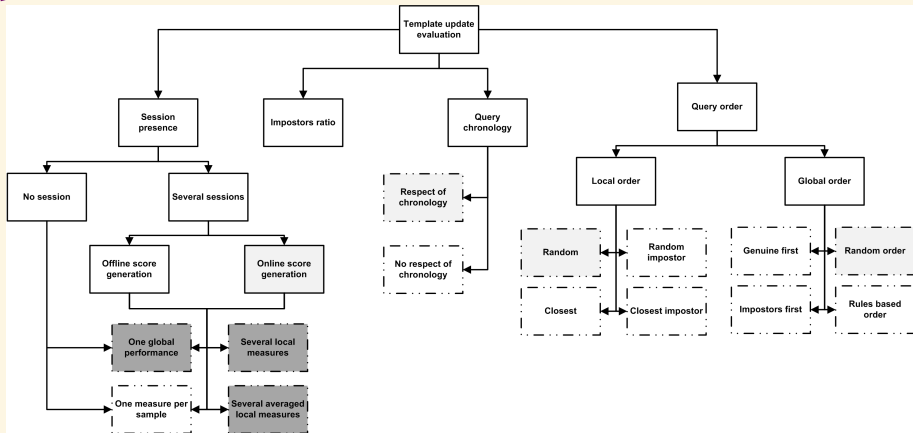 Template update
evaluation
Session
presence
Impostors ratio
Query
chronology
Query order
No session
Several sessions
Respect of
chronology
Local order
Global order
Offline score
generation
Online score
generation
No respect of
chronology
Random
Random
impostor
Genuine first
Random order
Closest
Closest impostor
Impostors first
Rules based
order
One global
performance
Several local
measures
One measure per
sample
Several averaged
local measures